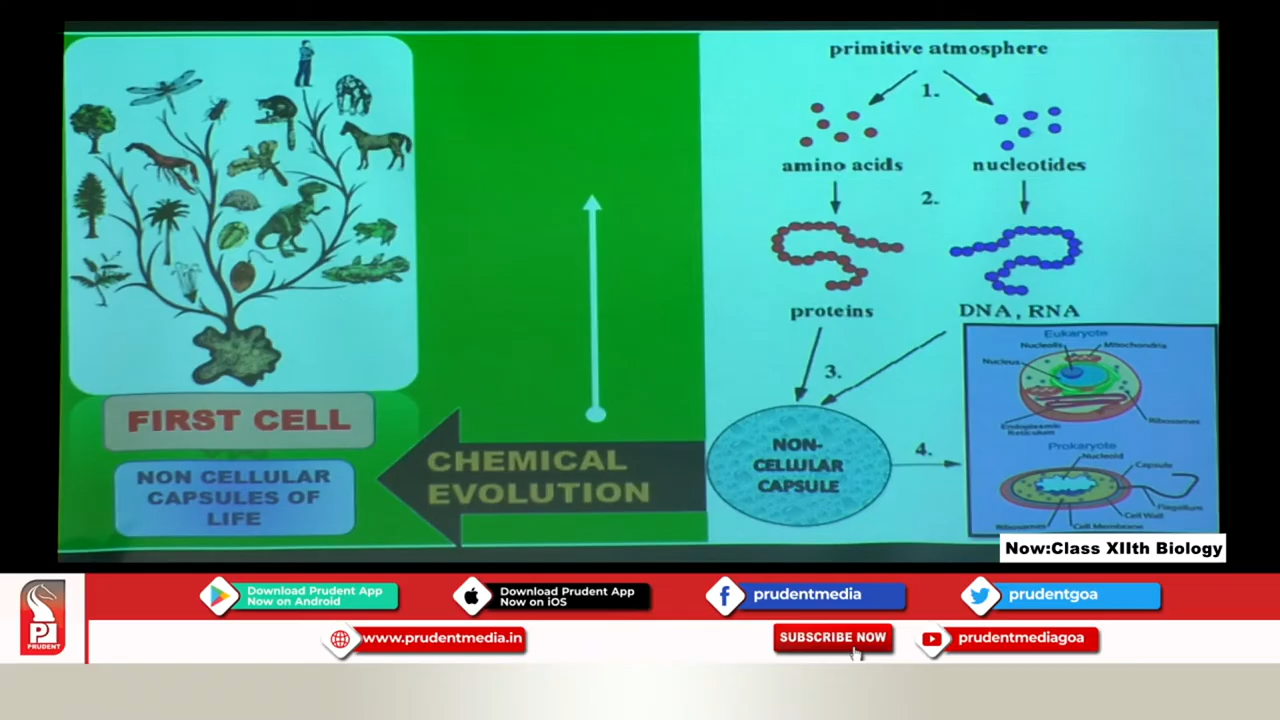 primitive atmosphere
1.
amino acids
nucleotides
2.
proteins
DNA, RNA
3.
NON-
CELLULAR
CAPSULE
4.
Eukaryote
Nucleolis
Mitochondria
Nucleus
Ribosomes
Endoplasmic
Reticulum
Prokaryote
Nucleoid
Capsule
Flagellum
Cell Wall
Ribosomes
Cell Membrane
FIRST CELL
NON CELLULAR
CAPSULES OF
LIFE
CHEMICAL
EVOLUTION
Now:Class XIIth Biology
PRUDENT
Download Prudent App
Now on Android
Download Prudent App
Now on iOS
prudentmedia
prudentgoa
www.prudentmedia.in
SUBSCRIBE NOW
prudentmediagoa